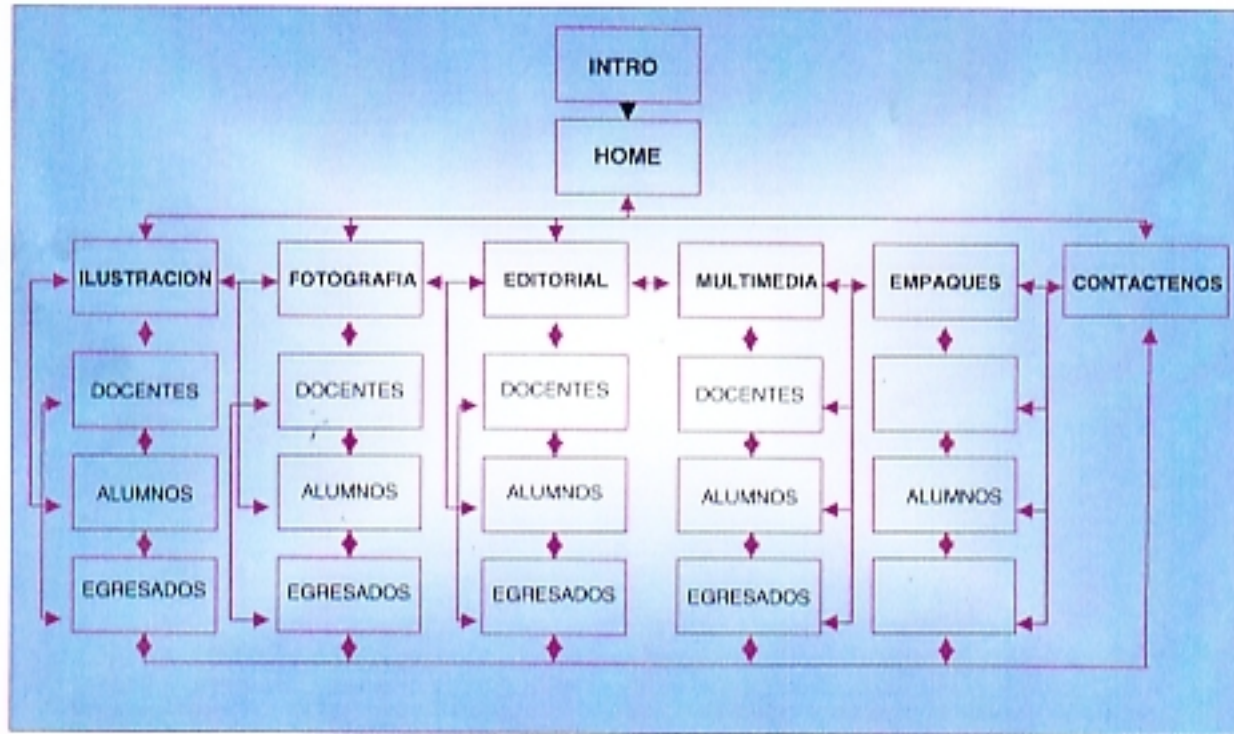 INTRO
HOME
ILUSTRACION
FOTOGRAFIA
EDITORIAL
MULTIMEDIA
EMPAQUES
CONTACTENOS
DOCENTES
DOCENTES
DOCENTES
DOCENTES
ALUMNOS
ALUMNOS
ALUMNOS
ALUMNOS
ALUMNOS
EGRESADOS
EGRESADOS
EGRESADOS
EGRESADOS